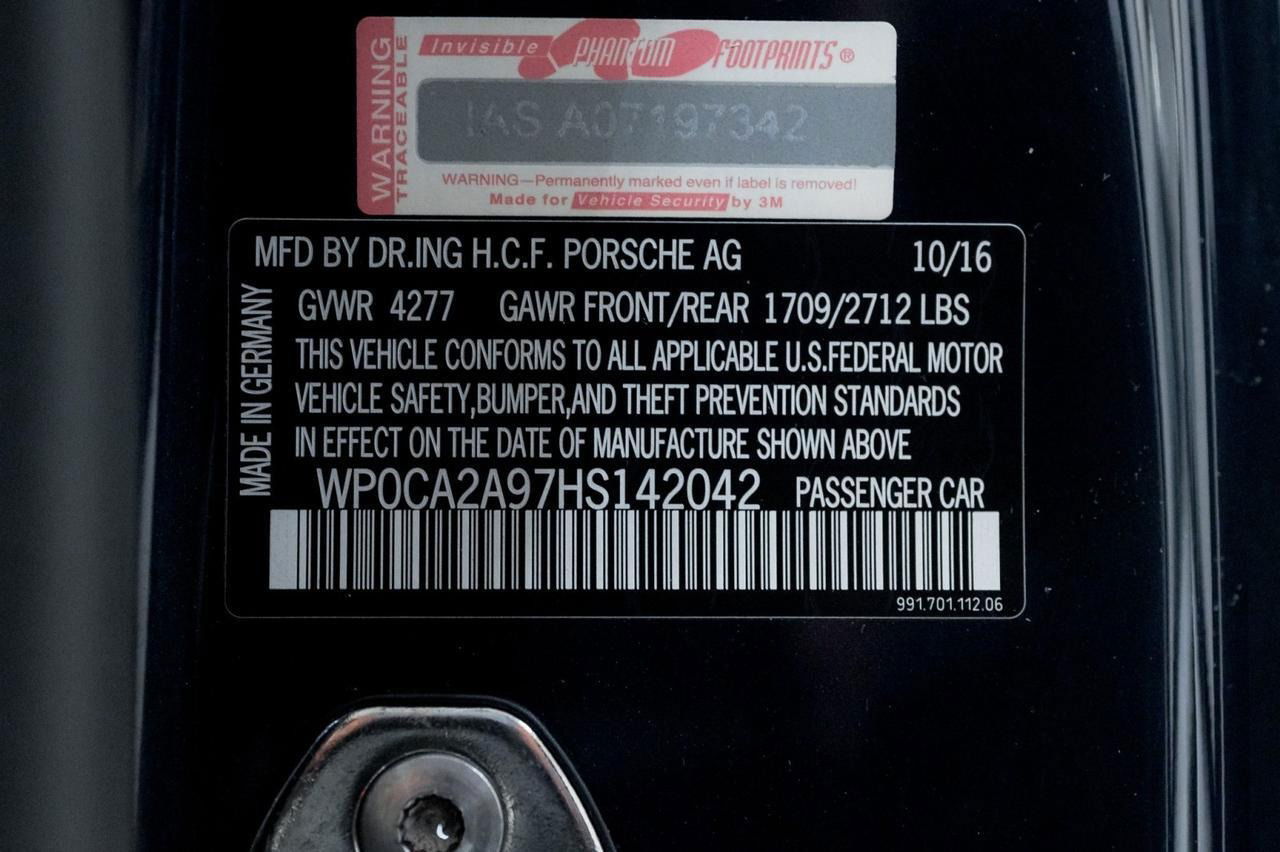 WARNING
TRACEABLE
Invisible PHANTOM FOOTPRINTS®
IAS A07197342
WARNING—Permanently marked even if label is removed!
Made for Vehicle Security by 3M
MFD BY DR.ING H.C.F. PORSCHE AG 10/16
MADE IN GERMANY
GVWR 4277 GAWR FRONT/REAR 1709/2712 LBS
THIS VEHICLE CONFORMS TO ALL APPLICABLE U.S.FEDERAL MOTOR
VEHICLE SAFETY,BUMPER,AND THEFT PREVENTION STANDARDS
IN EFFECT ON THE DATE OF MANUFACTURE SHOWN ABOVE
WP0CA2A97HS142042 PASSENGER CAR
991.701.112.06